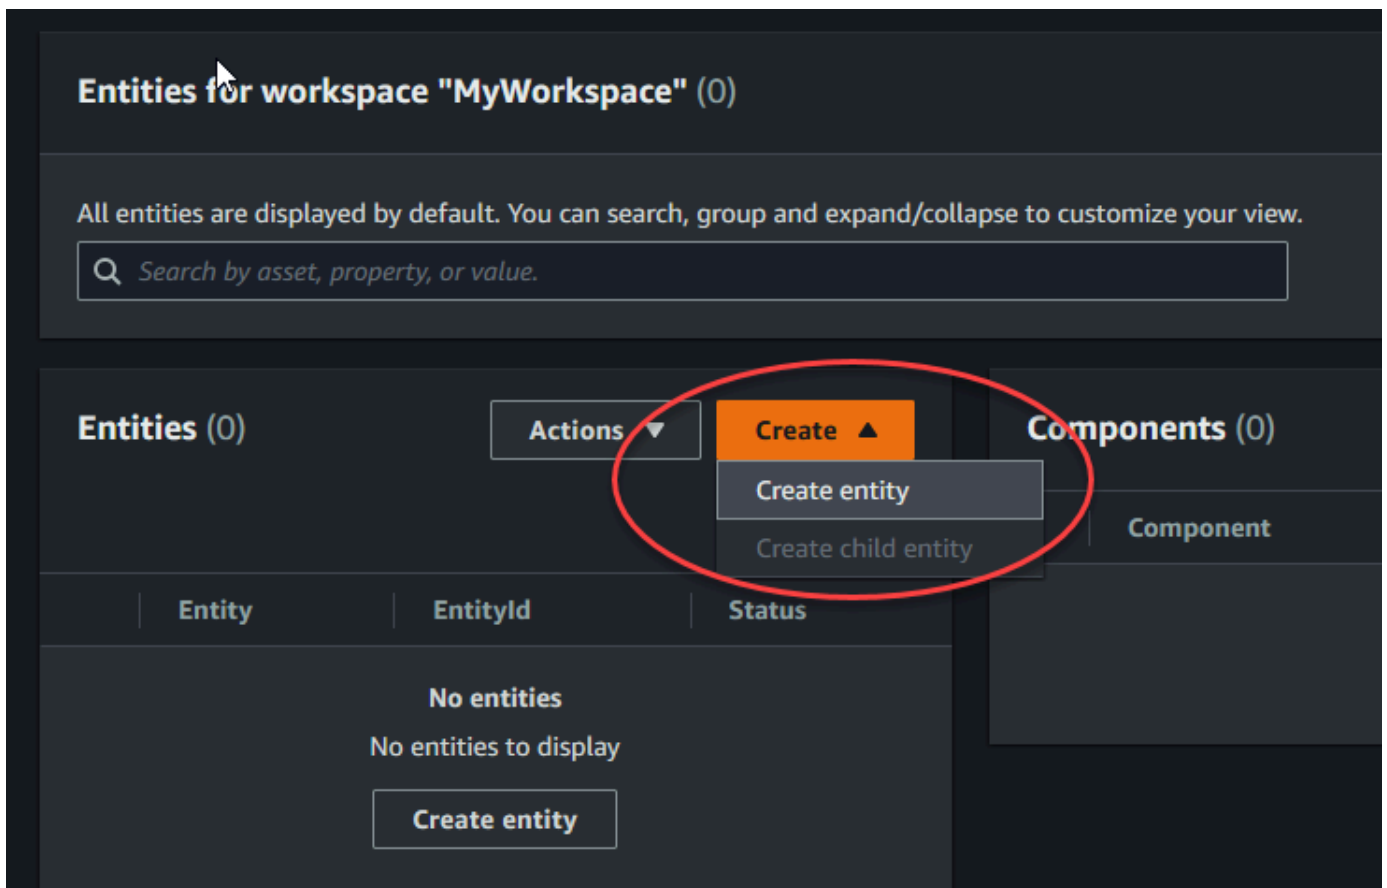 Entities for workspace "MyWorkspace" (0)
All entities are displayed by default. You can search, group and expand/collapse to customize your view.
Search by asset, property, or value.
Entities (0)
Actions
Create
Create entity
Create child entity
Entity EntityId Status
No entities
No entities to display
Create entity
Components (0)
Component